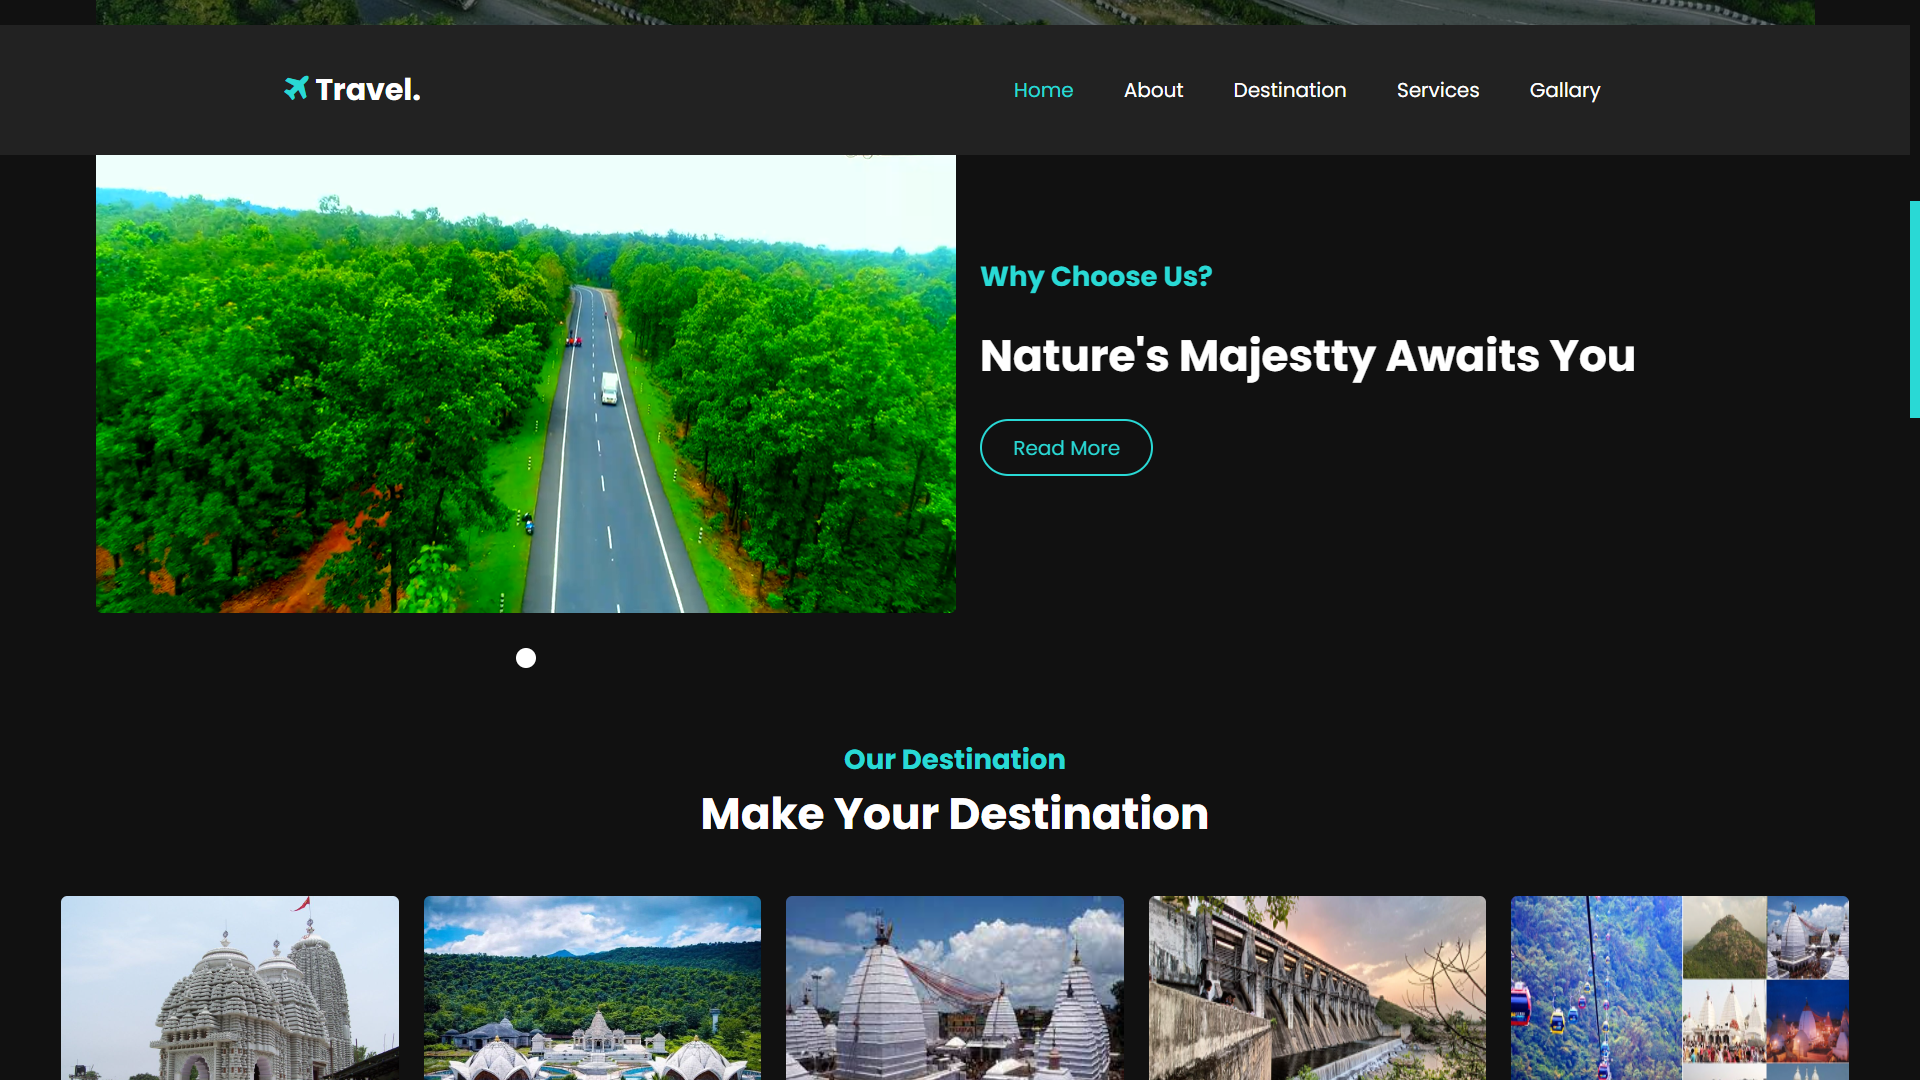 Travel.
Home
About
Destination
Services
Gallary
Why Choose Us?
Nature's Majestty Awaits You
Read More
Our Destination
Make Your Destination